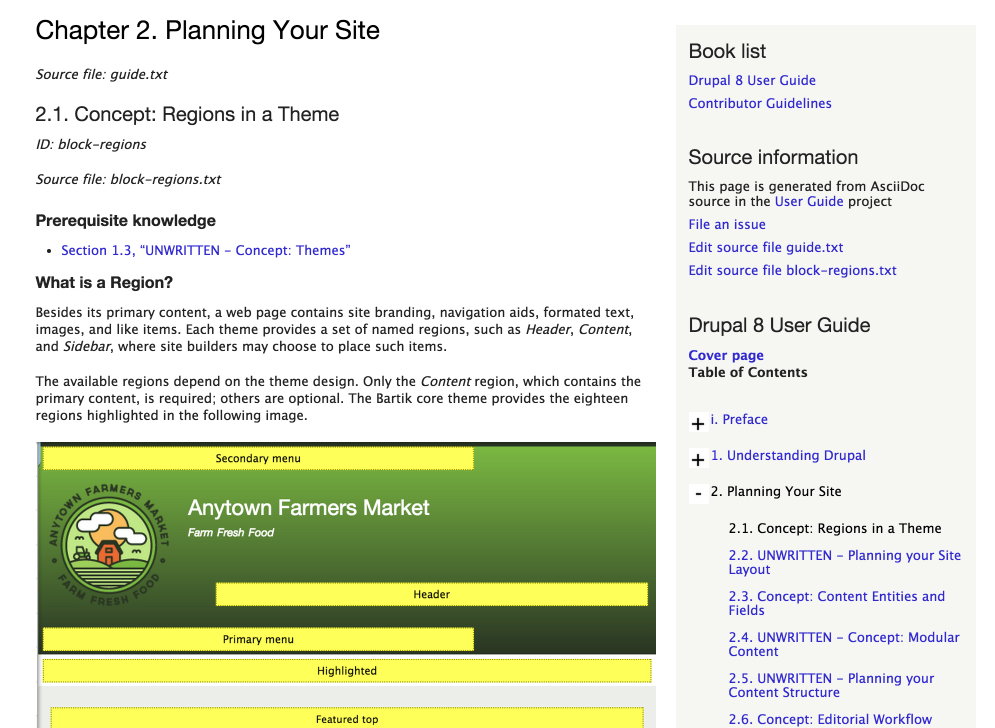 Chapter 2. Planning Your Site
Source file: guide.txt
2.1. Concept: Regions in a Theme
ID: block-regions
Source file: block-regions.txt
Prerequisite knowledge
• Section 1.3, “UNWRITTEN - Concept: Themes”
What is a Region?
Besides its primary content, a web page contains site branding, navigation aids, formated text,
images, and like items. Each theme provides a set of named regions, such as Header, Content,
and Sidebar, where site builders may choose to place such items.
The available regions depend on the theme design. Only the Content region, which contains the
primary content, is required; others are optional. The Bartik core theme provides the eighteen
regions highlighted in the following image.
Secondary menu
ANYTOWN FARMERS MARKET
FARM FRESH FOOD
Anytown Farmers Market
Farm Fresh Food
Header
Primary menu
Highlighted
Featured top
Book list
Drupal 8 User Guide
Contributor Guidelines
Source information
This page is generated from AsciiDoc
source in the User Guide project
File an issue
Edit source file guide.txt
Edit source file block-regions.txt
Drupal 8 User Guide
Cover page
Table of Contents
+ i. Preface
+ 1. Understanding Drupal
- 2. Planning Your Site
2.1. Concept: Regions in a Theme
2.2. UNWRITTEN - Planning your Site
Layout
2.3. Concept: Content Entities and
Fields
2.4. UNWRITTEN - Concept: Modular
Content
2.5. UNWRITTEN - Planning your
Content Structure
2.6. Concept: Editorial Workflow